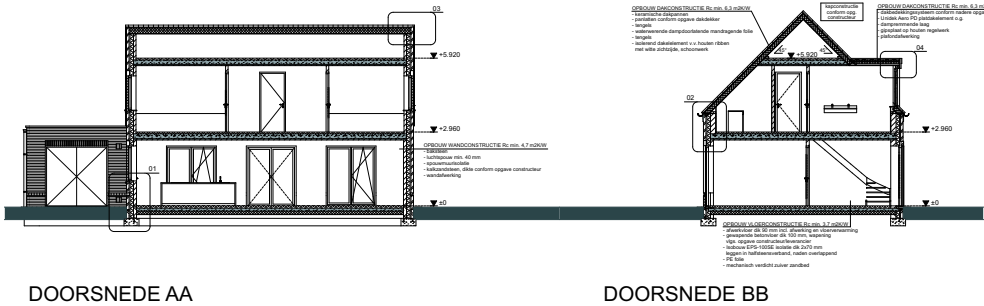 03
+5.920
+2.960
OPBOUW WANDCONSTRUCTIE Rc min. 4,7 m2K/W
- baksteen
- luchtspouw min. 40 mm
- spouwmuurisolatie
- kalkzandsteen, dikte conform opgave constructeur
- wandafwerking
01
±0
DOORSNEDE AA
OPBOUW DAKCONSTRUCTIE Rc min. 6,3 m2K/W
- keramische dakpannen
- panlatten conform opgave dakdekker
- tengels
- waterwerende dampdoorlatende mandragende folie
- tengels
- isolerend dakelement v.v. houten ribben
met witte zichtzijde, schoonwerk
kapconstructie
conform opg.
constructeur
OPBOUW DAKCONSTRUCTIE Rc min. 6,3 m2
- dakbedekkingssysteem conform nadere opga
- Unidek Aero PD platdakelement o.g.
- dampremmende laag
- gipsplaat op houten regelwerk
- plafondafwerking
45°
+5.920
45°
04
02
+2.960
±0
OPBOUW VLOERCONSTRUCTIE Rc min. 3,7 m2K/W
- afwerkvloer dik 90 mm incl. afwerking en vloerverwarming
- gewapende betonvloer dik 100 mm, wapening
vlgs. opgave constructeur/leverancier
- Isobouw EPS-100SE isolatie dik 2x70 mm
leggen in halfsteensverband, naden overlappend
- PE folie
- mechanisch verdicht zuiver zandbed
DOORSNEDE BB